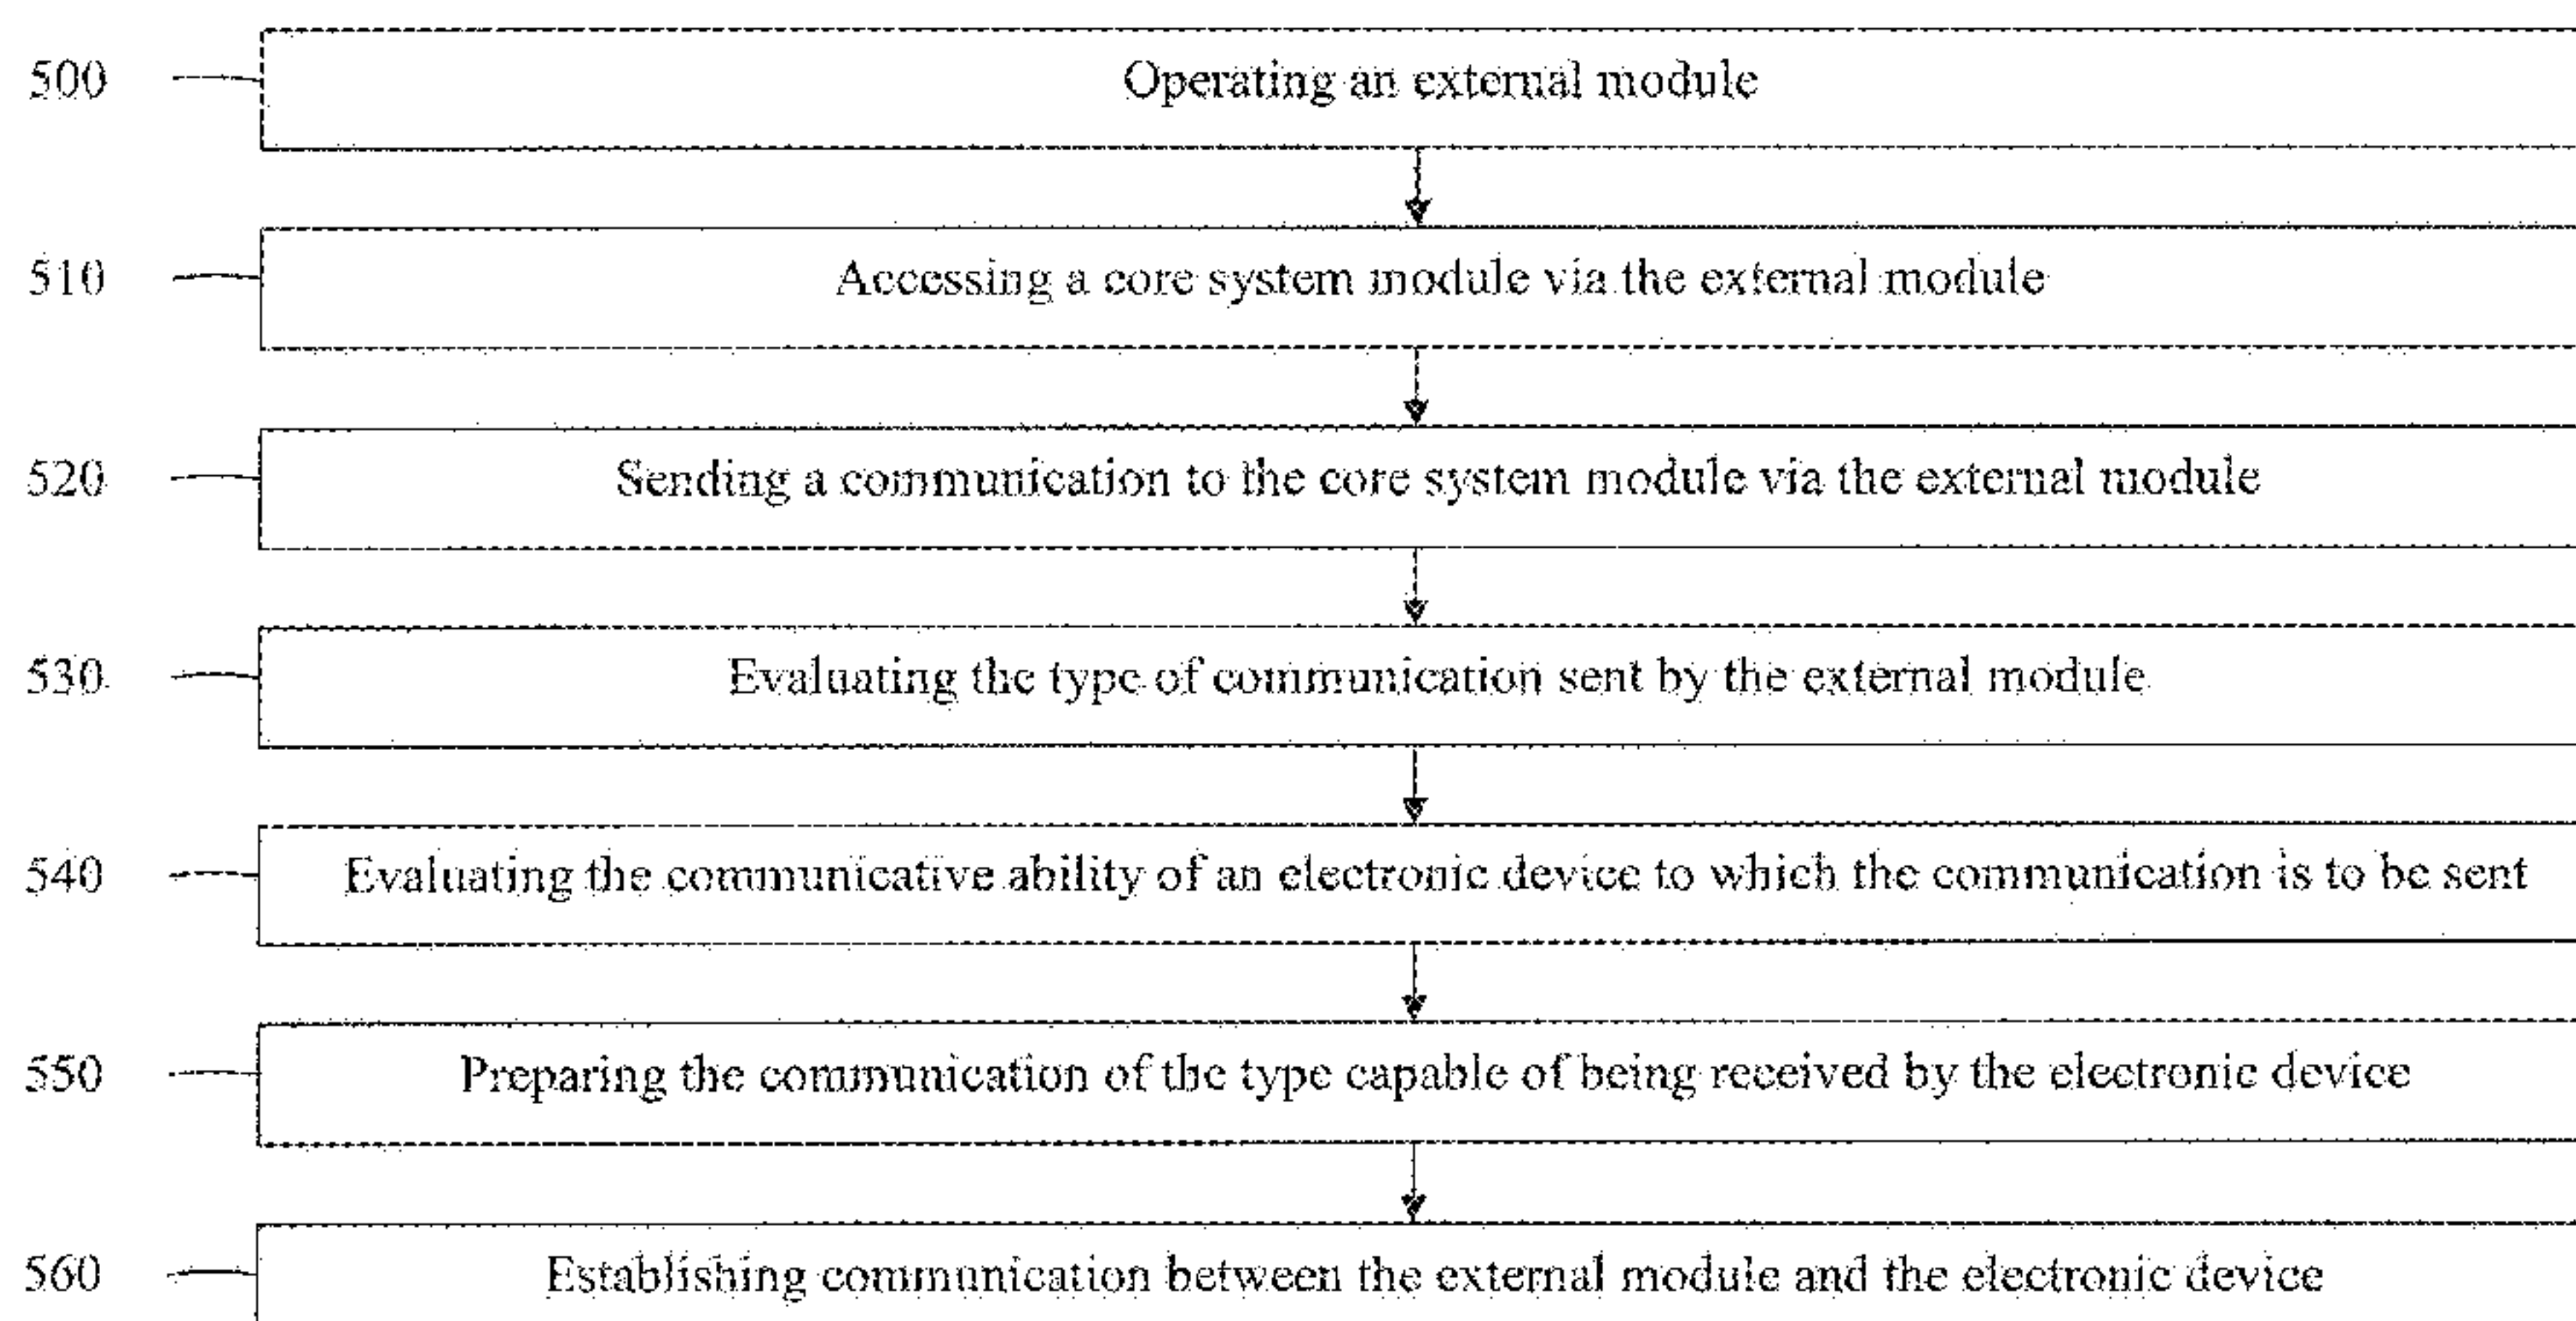 500 Operating an external module
510 Accessing a core system module via the external module
520 Sending a communication to the core system module via the external module
530 Evaluating the type of communication sent by the external module
540 Evaluating the communicative ability of an electronic device to which the communication is to be sent
550 Preparing the communication of the type capable of being received by the electronic device
560 Establishing communication between the external module and the electronic device